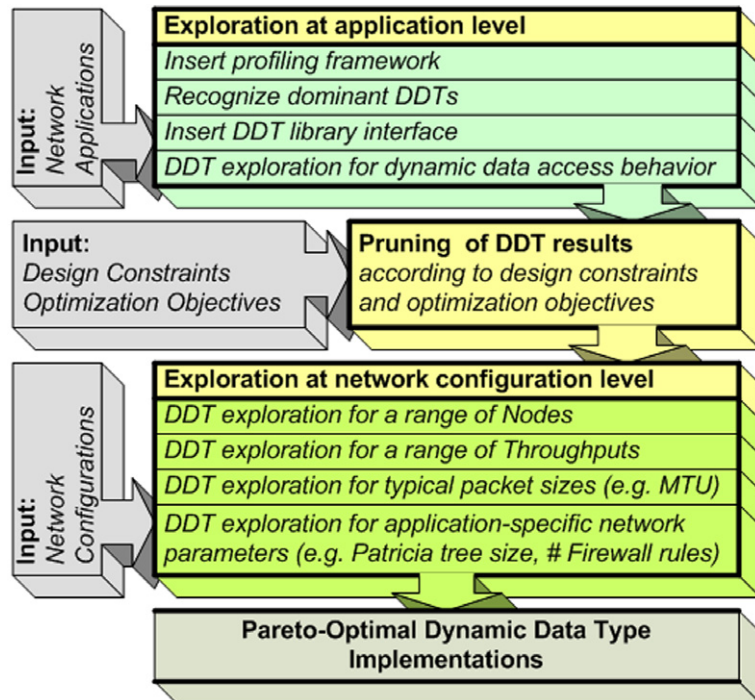 Input:
Network
Applications
Exploration at application level
Insert profiling framework
Recognize dominant DDTs
Insert DDT library interface
DDT exploration for dynamic data access behavior
Input:
Design Constraints
Optimization Objectives
Pruning of DDT results
according to design constraints
and optimization objectives
Input:
Network
Configurations
Exploration at network configuration level
DDT exploration for a range of Nodes
DDT exploration for a range of Throughputs
DDT exploration for typical packet sizes (e.g. MTU)
DDT exploration for application-specific network
parameters (e.g. Patricia tree size, # Firewall rules)
Pareto-Optimal Dynamic Data Type
Implementations